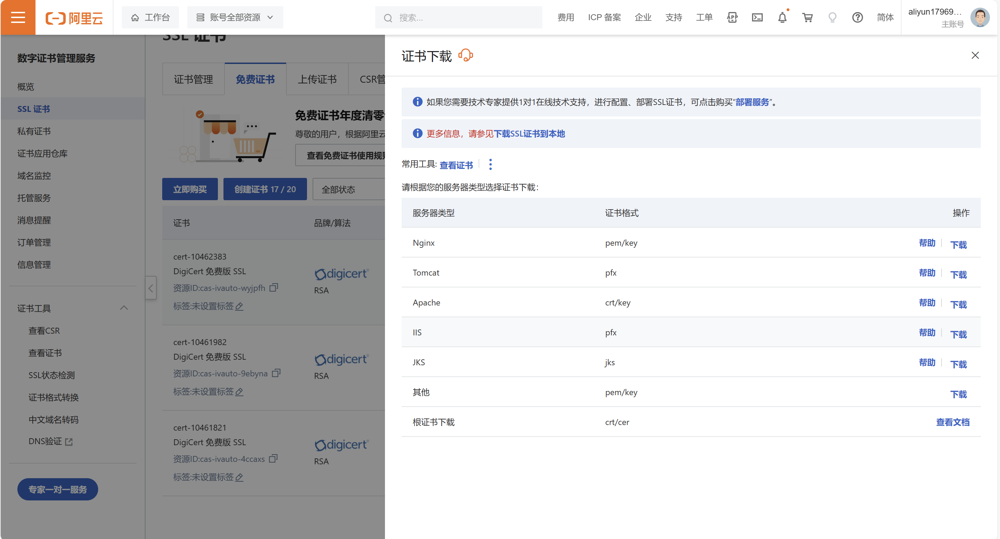 阿里云
工作台
账号全部资源
搜索...
费用
ICP 备案
企业
支持
工单
APP
简体
aliyun17969...
主账号
数字证书管理服务
概览
SSL 证书
私有证书
证书应用仓库
域名监控
托管服务
消息提醒
订单管理
信息管理
证书工具
查看CSR
查看证书
SSL状态检测
证书格式转换
中文域名转码
DNS验证
专家一对一服务
SSL 证书
证书管理
免费证书
上传证书
CSR管
免费证书年度清零
尊敬的用户，根据阿里云
查看免费证书使用规则
立即购买
创建证书 17 / 20
全部状态
证书
品牌/算法
cert-10462383
DigiCert 免费版 SSL
资源ID:cas-ivauto-wyjpfh
标签:未设置标签
digicert
RSA
cert-10461982
DigiCert 免费版 SSL
资源ID:cas-ivauto-9ebyna
标签:未设置标签
digicert
RSA
cert-10461821
DigiCert 免费版 SSL
资源ID:cas-ivauto-4ccaxs
标签:未设置标签
digicert
RSA
证书下载
如果您需要技术专家提供1对1在线技术支持，进行配置、部署SSL证书，可点击购买“部署服务”。
更多信息，请参见下载SSL证书到本地
常用工具: 查看证书
请根据您的服务器类型选择证书下载：
服务器类型 证书格式 操作
Nginx pem/key 帮助 下载
Tomcat pfx 帮助 下载
Apache crt/key 帮助 下载
IIS pfx 帮助 下载
JKS jks 帮助 下载
其他 pem/key 下载
根证书下载 crt/cer 查看文档